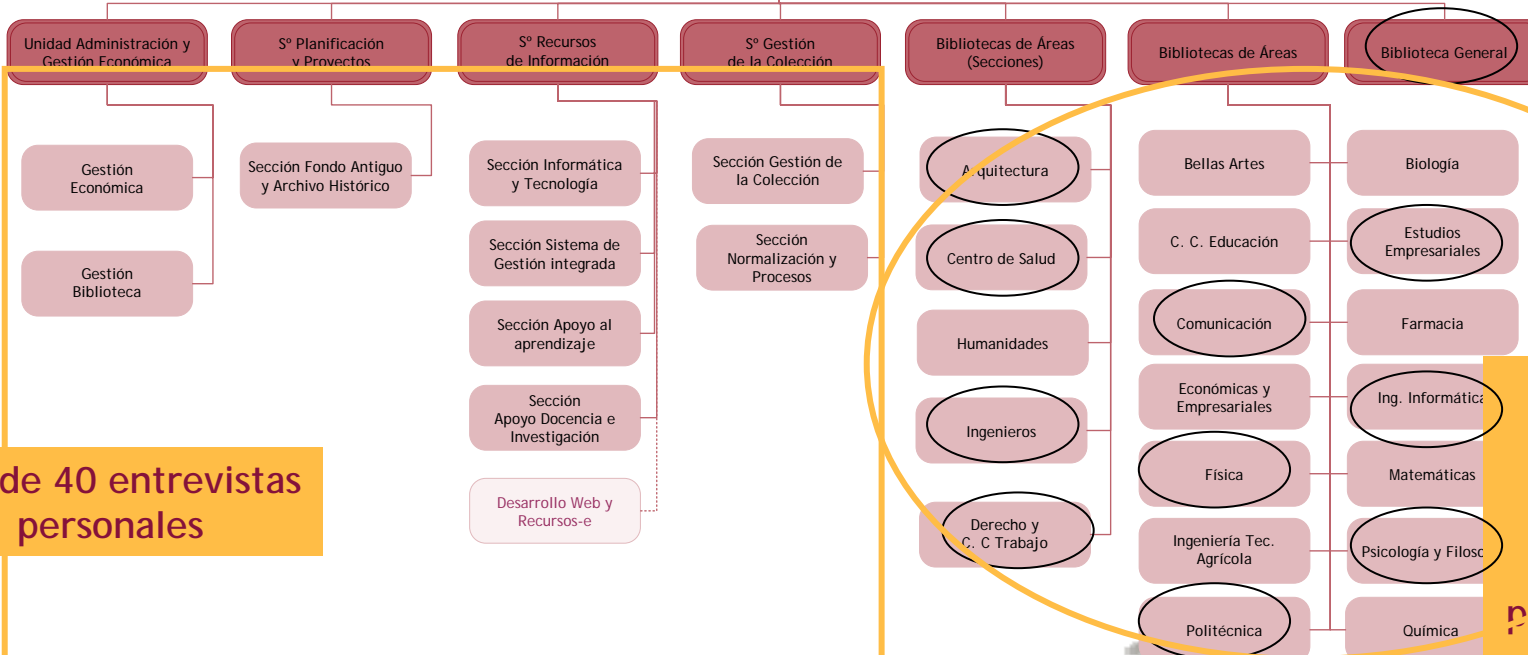 Unidad Administración y
Gestión Económica
Sº Planificación
y Proyectos
Sº Recursos
de Información
Sº Gestión
de la Colección
Bibliotecas de Áreas
(Secciones)
Bibliotecas de Áreas
Biblioteca General
Gestión
Económica
Gestión
Biblioteca
Sección Fondo Antiguo
y Archivo Histórico
Sección Informática
y Tecnología
Sección Sistema de
Gestión integrada
Sección Apoyo al
aprendizaje
Sección
Apoyo Docencia e
Investigación
Desarrollo Web y
Recursos-e
Sección Gestión de
la Colección
Sección
Normalización y
Procesos
Arquitectura
Centro de Salud
Humanidades
Ingenieros
Derecho y
C. C Trabajo
Bellas Artes
C. C. Educación
Comunicación
Económicas y
Empresariales
Física
Ingeniería Tec.
Agrícola
Politécnica
Biología
Estudios
Empresariales
Farmacia
Ing. Informática
Matemáticas
Psicología y Filoso
Química
de 40 entrevistas
personales